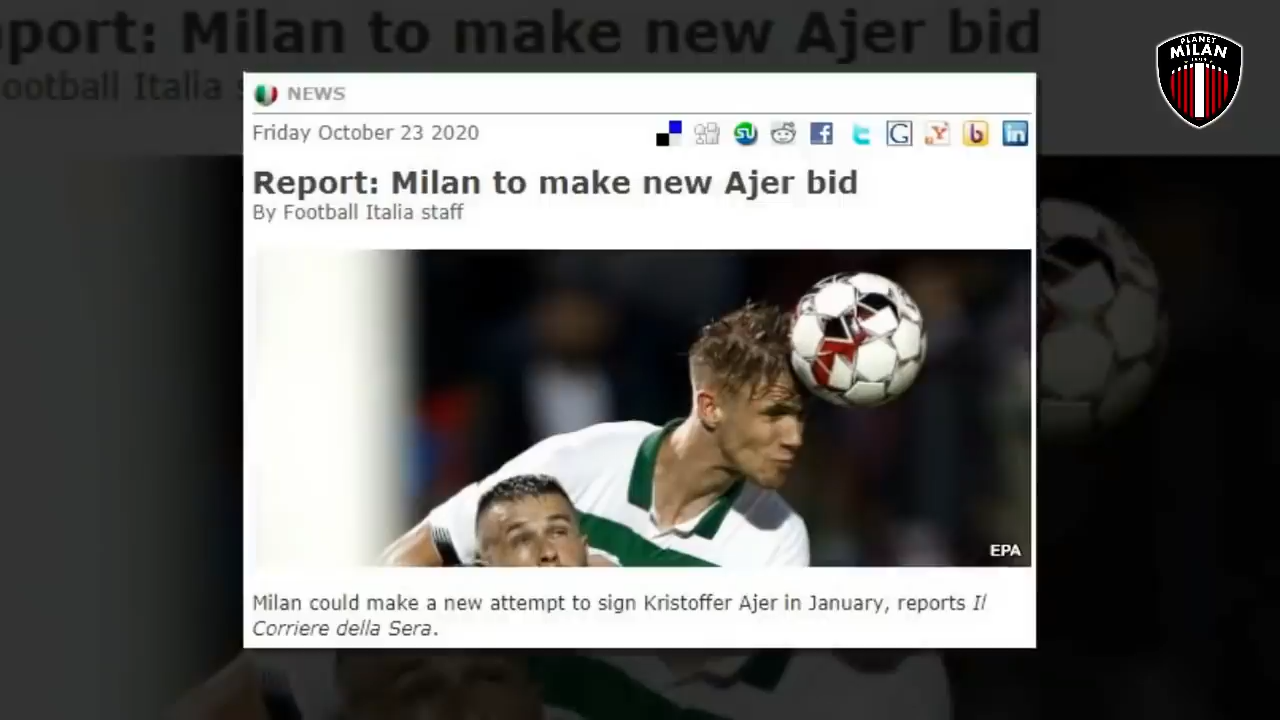 port: Milan to make new Ajer bid
ootball Italia s
PLANET
MILAN
NEWS
Friday October 23 2020
Report: Milan to make new Ajer bid
By Football Italia staff
EPA
Milan could make a new attempt to sign Kristoffer Ajer in January, reports Il
Corriere della Sera.